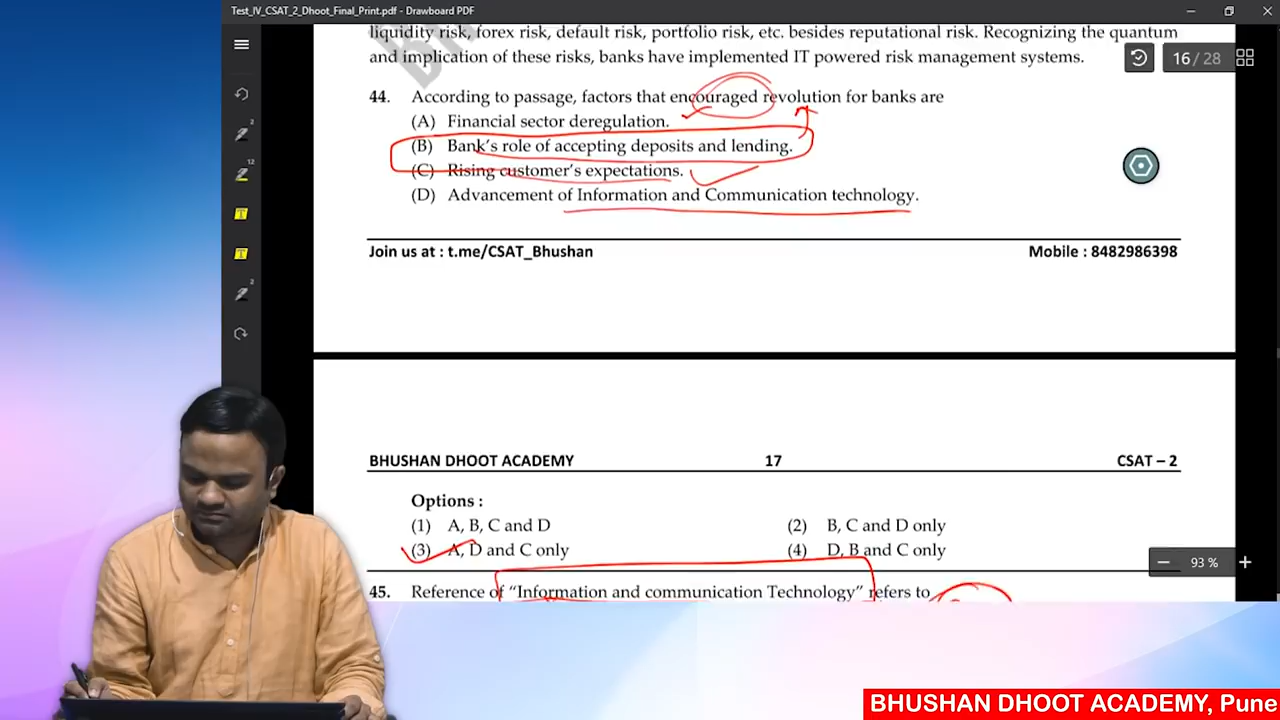 Test_IV_CSAT_2_Dhoot_Final_Print.pdf - Drawboard PDF
liquidity risk, forex risk, default risk, portfolio risk, etc. besides reputational risk. Recognizing the quantum
and implication of these risks, banks have implemented IT powered risk management systems.
16 / 28
44. According to passage, factors that encouraged revolution for banks are
(A) Financial sector deregulation.
(B) Bank's role of accepting deposits and lending.
(C) Rising customer's expectations.
(D) Advancement of Information and Communication technology.
Join us at : t.me/CSAT_Bhushan Mobile : 8482986398
BHUSHAN DHOOT ACADEMY 17 CSAT – 2
Options :
(1) A, B, C and D (2) B, C and D only
(3) A, D and C only (4) D, B and C only
93 %
45. Reference of "Information and communication Technology" refers to
BHUSHAN DHOOT ACADEMY, Pune